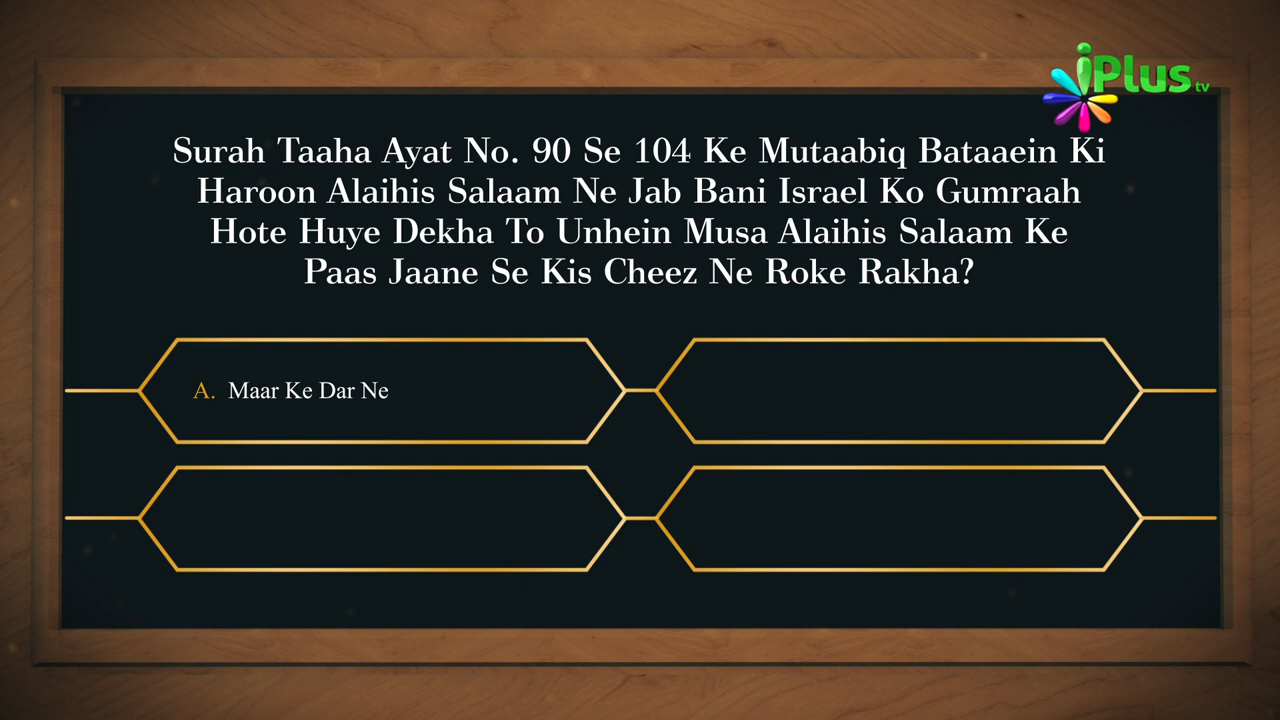 iPlus tv
Surah Taaha Ayat No. 90 Se 104 Ke Mutaabiq Bataaein Ki
Haroon Alaihis Salaam Ne Jab Bani Israel Ko Gumraah
Hote Huye Dekha To Unhein Musa Alaihis Salaam Ke
Paas Jaane Se Kis Cheez Ne Roke Rakha?
A. Maar Ke Dar Ne